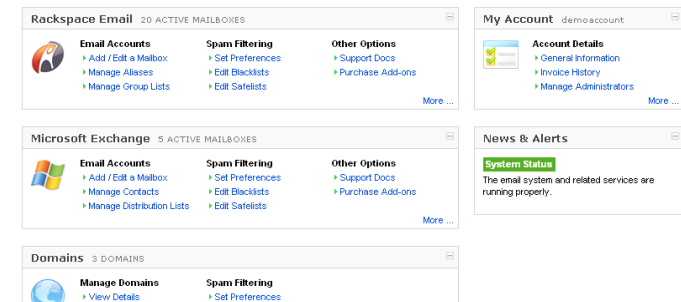 Rackspace Email 20 ACTIVE MAILBOXES
Email Accounts Spam Filtering Other Options
Add / Edit a Mailbox Set Preferences Support Docs
Manage Aliases Edit Blacklists Purchase Add-ons
Manage Group Lists Edit Safelists
More ...
My Account demoaccount
Account Details
General Information
Invoice History
Manage Administrators
More ...
Microsoft Exchange 5 ACTIVE MAILBOXES
Email Accounts Spam Filtering Other Options
Add / Edit a Mailbox Set Preferences Support Docs
Manage Contacts Edit Blacklists Purchase Add-ons
Manage Distribution Lists Edit Safelists
More ...
News & Alerts
System Status
The email system and related services are
running properly.
Domains 3 DOMAINS
Manage Domains Spam Filtering
View Details Set Preferences